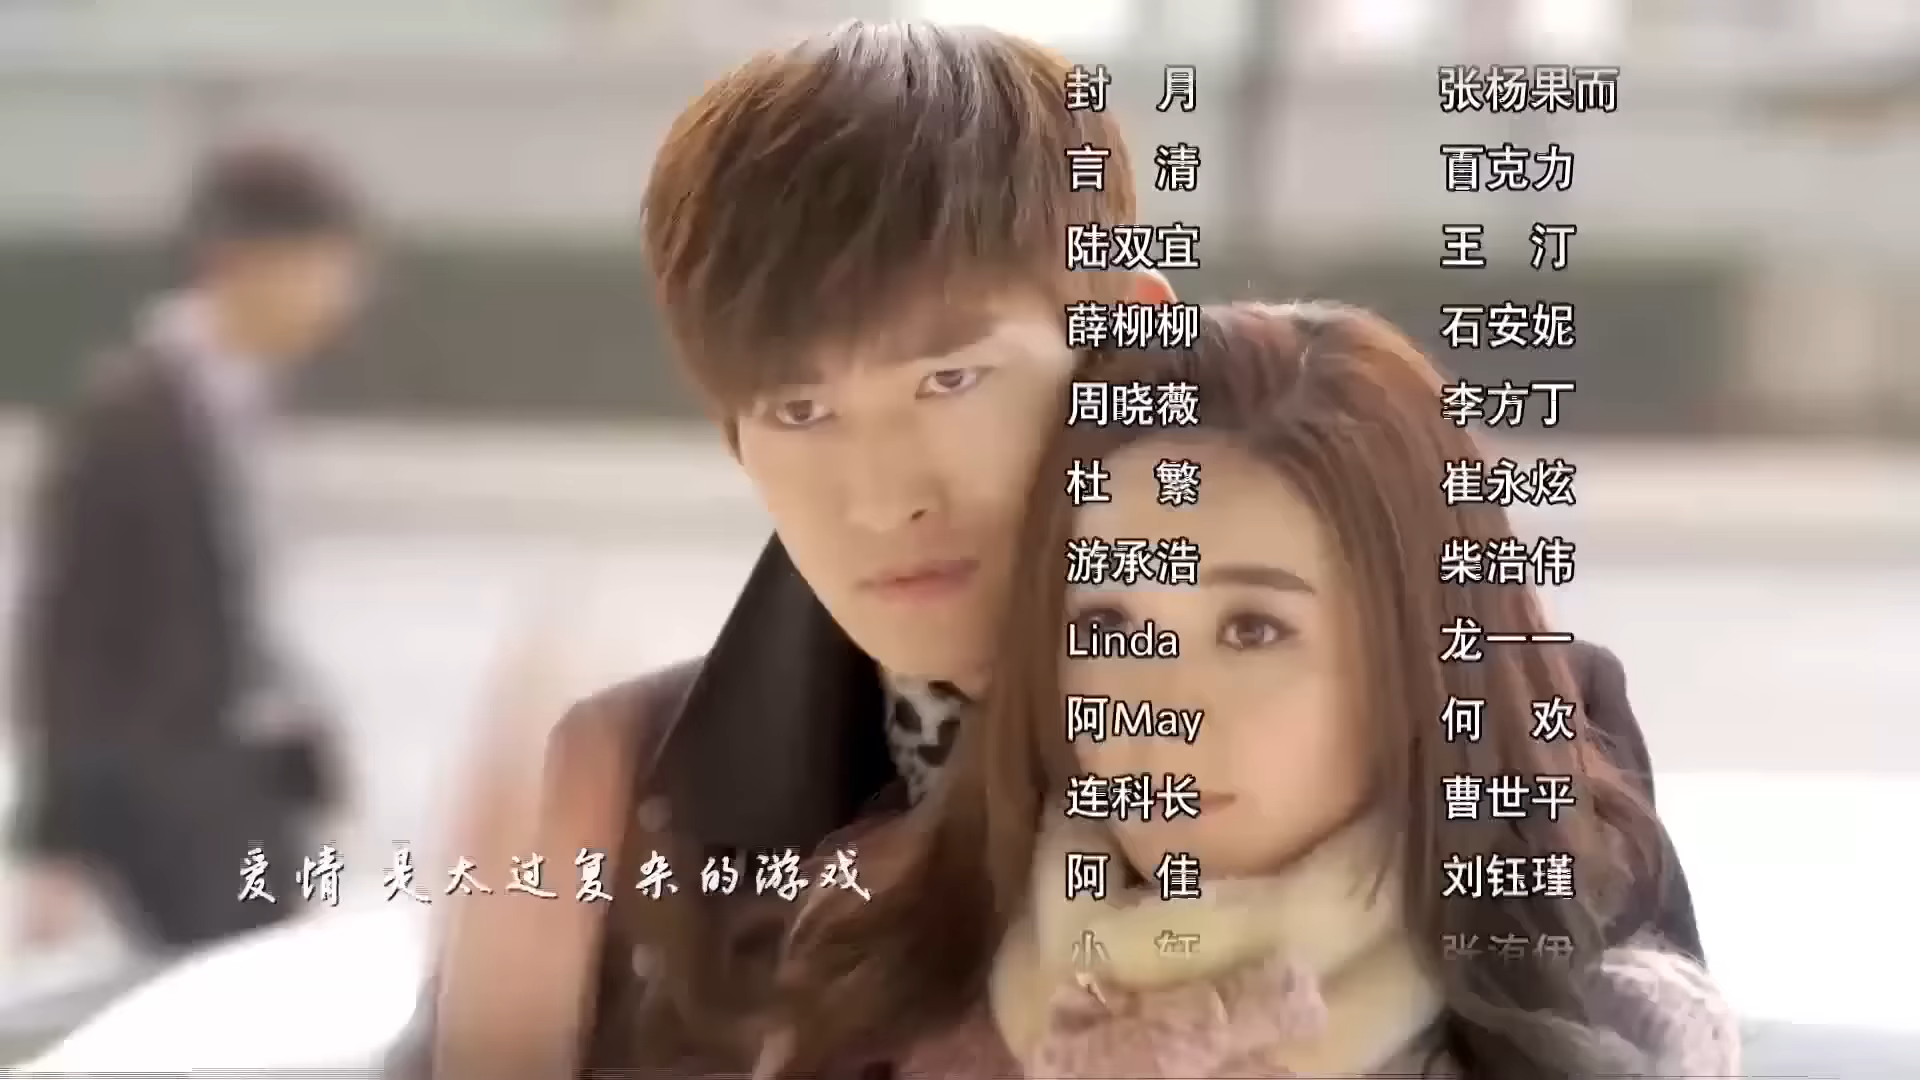 封 月 张杨果而
言 清 賈克力
陆双宜 王 汀
薛柳柳 石安妮
周晓薇 李方丁
杜 繁 崔永炫
游承浩 柴浩伟
Linda 龙一一
阿May 何 欢
连科长 曹世平
阿 佳 刘钰瑾
小 轩
爱情 是太过复杂的游戏